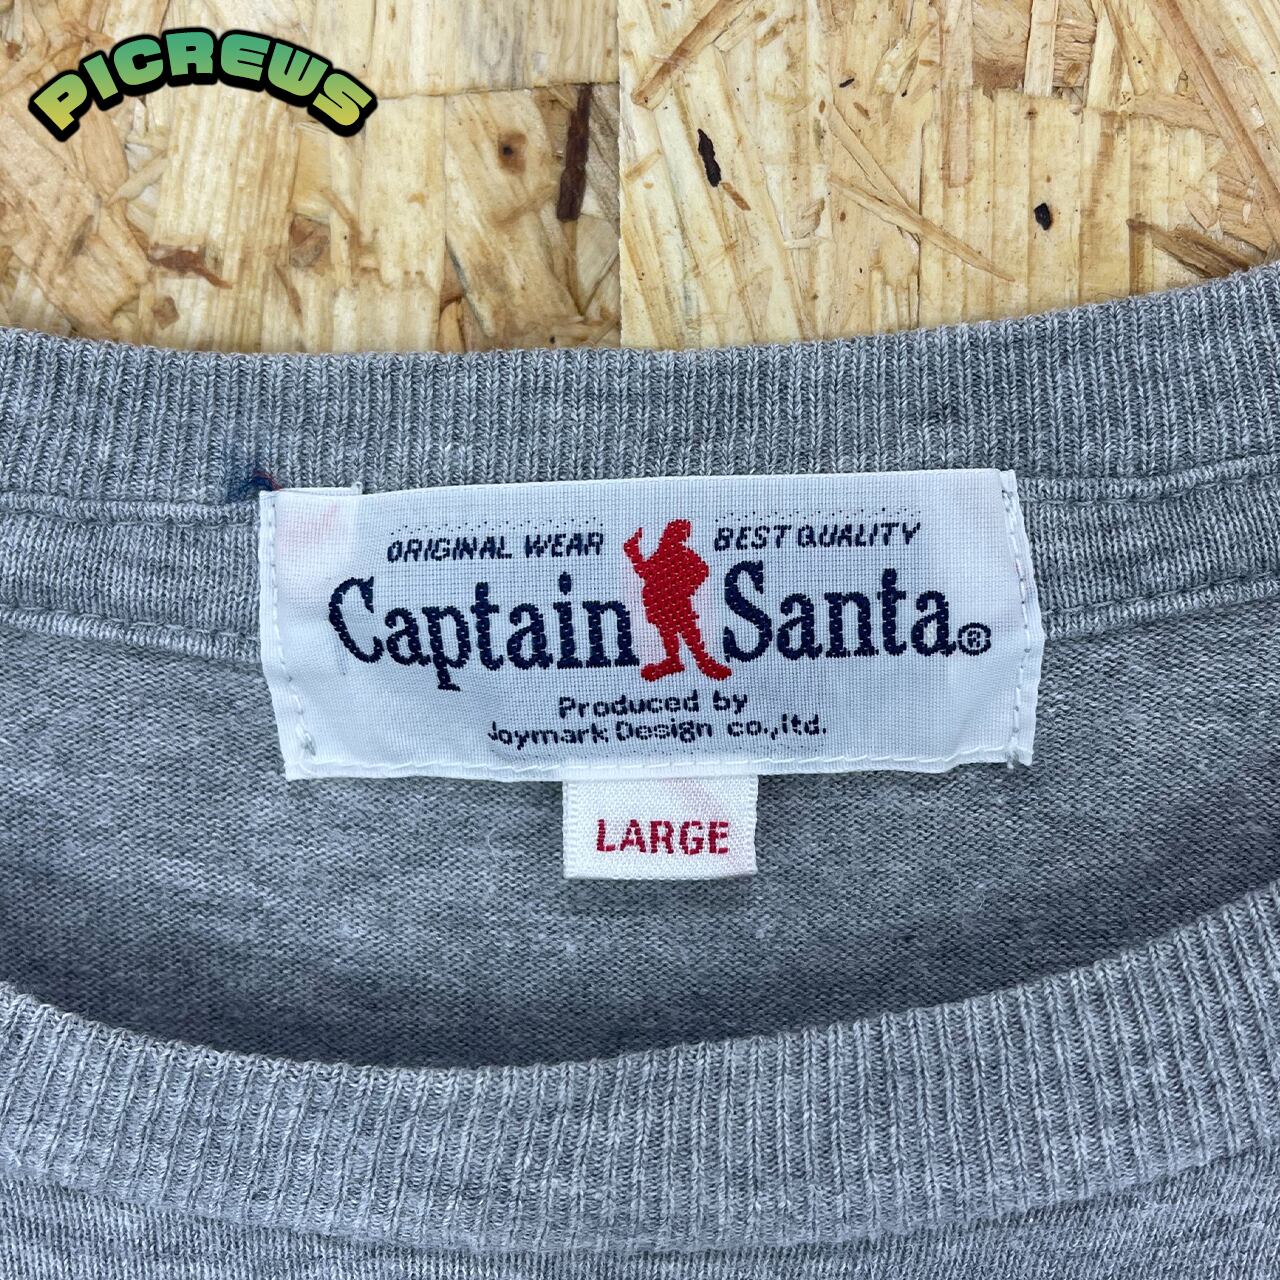 PICREWS
ORIGINAL WEAR BEST QUALITY
Captain Santa®
Produced by
Joymark Design co.,ltd.
LARGE